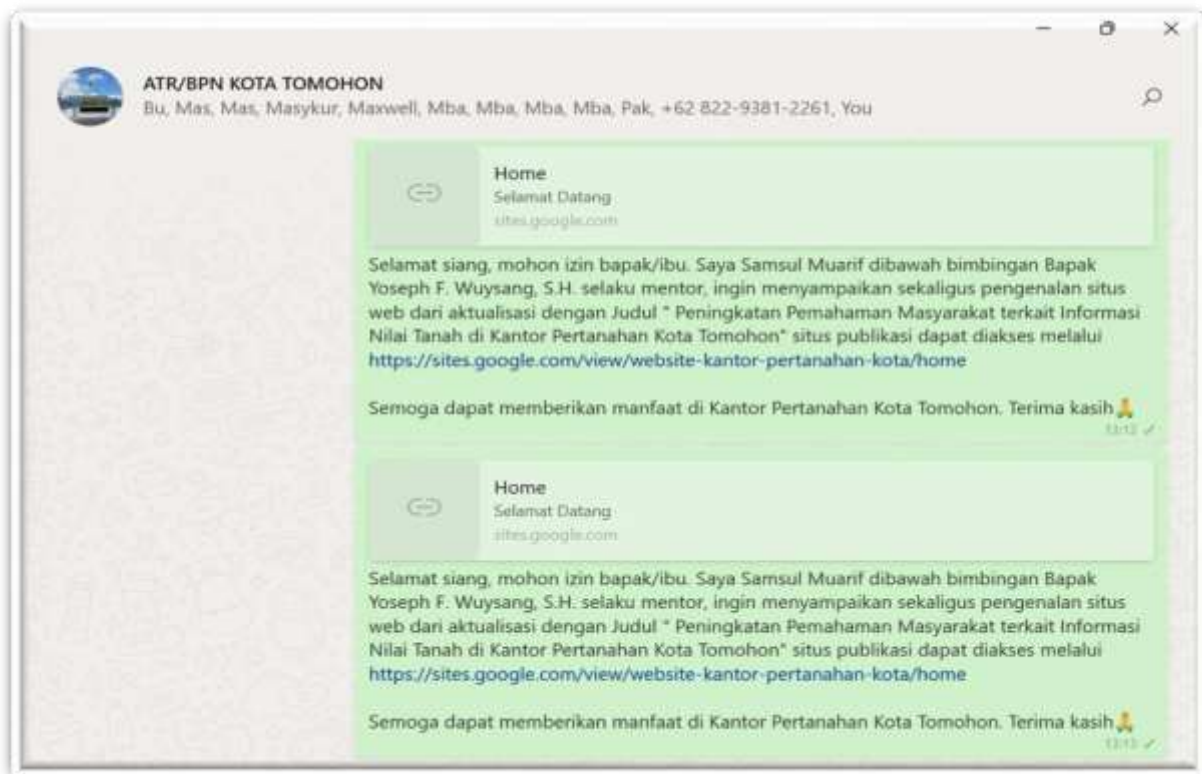 ATR/BPN KOTA TOMOHON
Bu, Mas, Mas, Masykur, Maxwell, Mba, Mba, Mba, Mba, Pak, +62 822-9381-2261, You
Home
Selamat Datang
sites.google.com
Selamat siang, mohon izin bapak/ibu. Saya Samsul Muarif dibawah bimbingan Bapak
Yoseph F. Wuysang, S.H. selaku mentor, ingin menyampaikan sekaligus pengenalan situs
web dari aktualisasi dengan Judul " Peningkatan Pemahaman Masyarakat terkait Informasi
Nilai Tanah di Kantor Pertanahan Kota Tomohon" situs publikasi dapat diakses melalui
https://sites.google.com/view/website-kantor-pertanahan-kota/home
Semoga dapat memberikan manfaat di Kantor Pertanahan Kota Tomohon. Terima kasih🙏
Home
Selamat Datang
sites.google.com
Selamat siang, mohon izin bapak/ibu. Saya Samsul Muarif dibawah bimbingan Bapak
Yoseph F. Wuysang, S.H. selaku mentor, ingin menyampaikan sekaligus pengenalan situs
web dari aktualisasi dengan Judul " Peningkatan Pemahaman Masyarakat terkait Informasi
Nilai Tanah di Kantor Pertanahan Kota Tomohon" situs publikasi dapat diakses melalui
https://sites.google.com/view/website-kantor-pertanahan-kota/home
Semoga dapat memberikan manfaat di Kantor Pertanahan Kota Tomohon. Terima kasih🙏